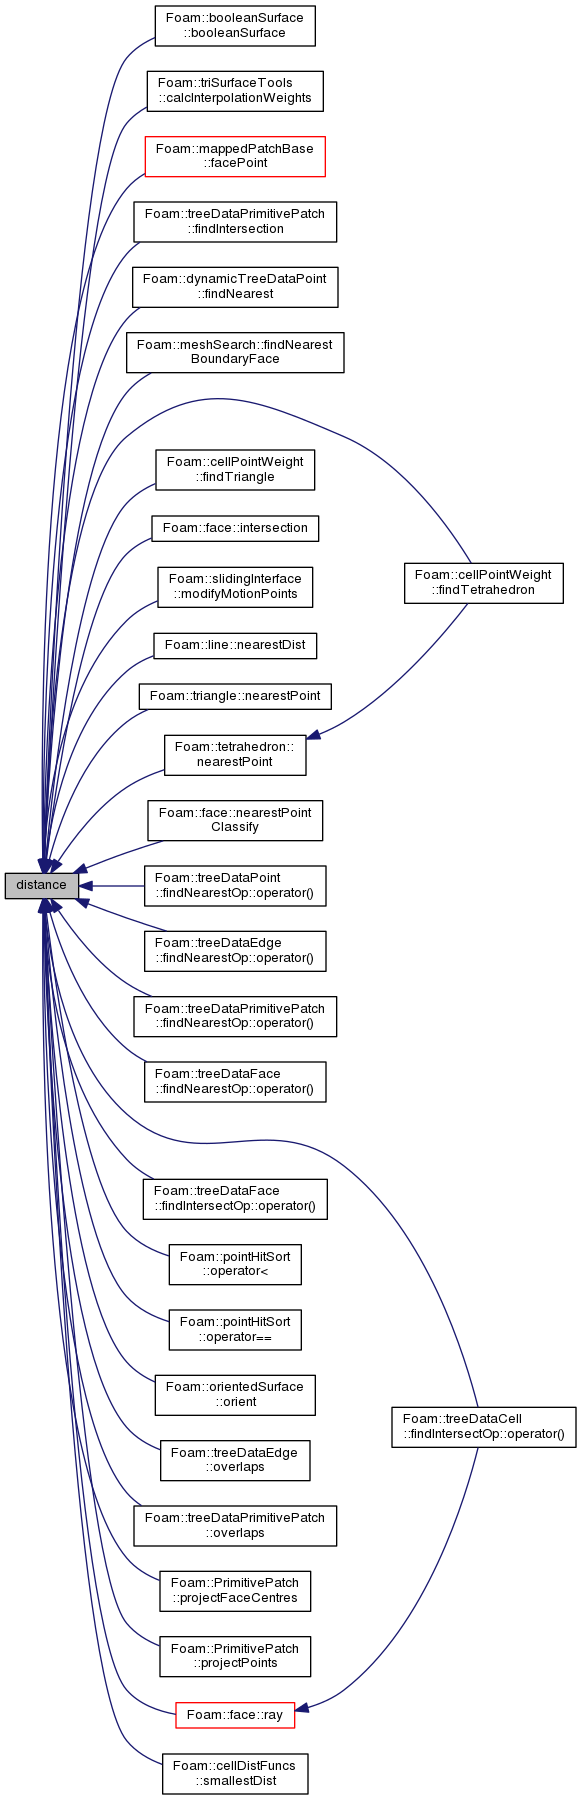 Foam::booleanSurface
::booleanSurface
Foam::triSurfaceTools
::calcInterpolationWeights
Foam::mappedPatchBase
::facePoint
Foam::treeDataPrimitivePatch
::findIntersection
Foam::dynamicTreeDataPoint
::findNearest
Foam::meshSearch::findNearest
BoundaryFace
Foam::cellPointWeight
::findTriangle
Foam::face::intersection
Foam::cellPointWeight
::findTetrahedron
Foam::slidingInterface
::modifyMotionPoints
Foam::line::nearestDist
Foam::triangle::nearestPoint
Foam::tetrahedron::
nearestPoint
Foam::face::nearestPoint
Classify
distance
Foam::treeDataPoint
::findNearestOp::operator()
Foam::treeDataEdge
::findNearestOp::operator()
Foam::treeDataPrimitivePatch
::findNearestOp::operator()
Foam::treeDataFace
::findNearestOp::operator()
Foam::treeDataFace
::findIntersectOp::operator()
Foam::pointHitSort
::operator<
Foam::pointHitSort
::operator==
Foam::orientedSurface
::orient
Foam::treeDataCell
::findIntersectOp::operator()
Foam::treeDataEdge
::overlaps
Foam::treeDataPrimitivePatch
::overlaps
Foam::PrimitivePatch
::projectFaceCentres
Foam::PrimitivePatch
::projectPoints
Foam::face::ray
Foam::cellDistFuncs
::smallestDist